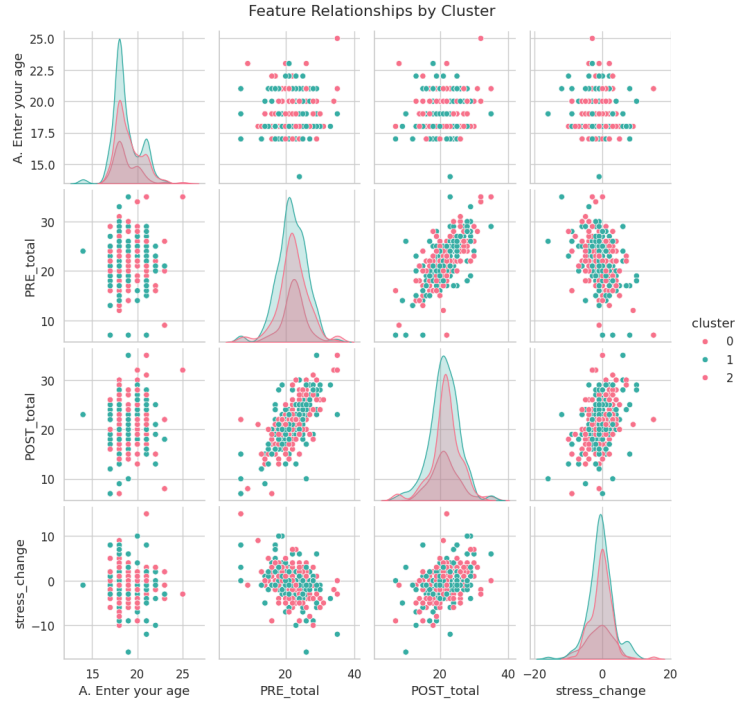 Feature Relationships by Cluster
A. Enter your age
25.0
22.5
20.0
17.5
15.0
PRE_total
30
20
10
POST_total
30
20
10
stress_change
10
0
−10
15 20 25
20 40
20 40
−20 0 20
A. Enter your age PRE_total POST_total stress_change
cluster
0
1
2